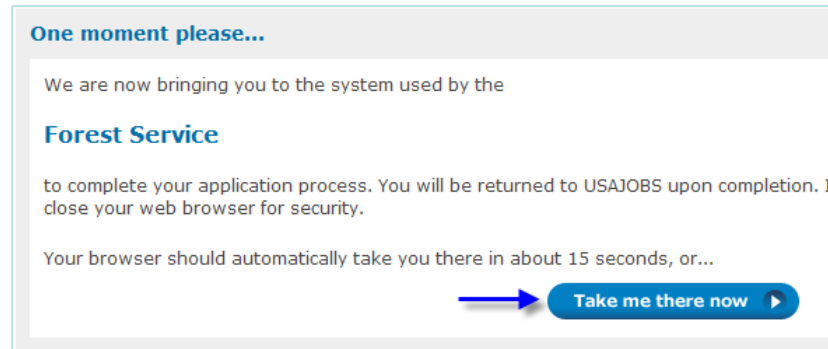 One moment please...
We are now bringing you to the system used by the
Forest Service
to complete your application process. You will be returned to USAJOBS upon completion.
close your web browser for security.
Your browser should automatically take you there in about 15 seconds, or...
Take me there now